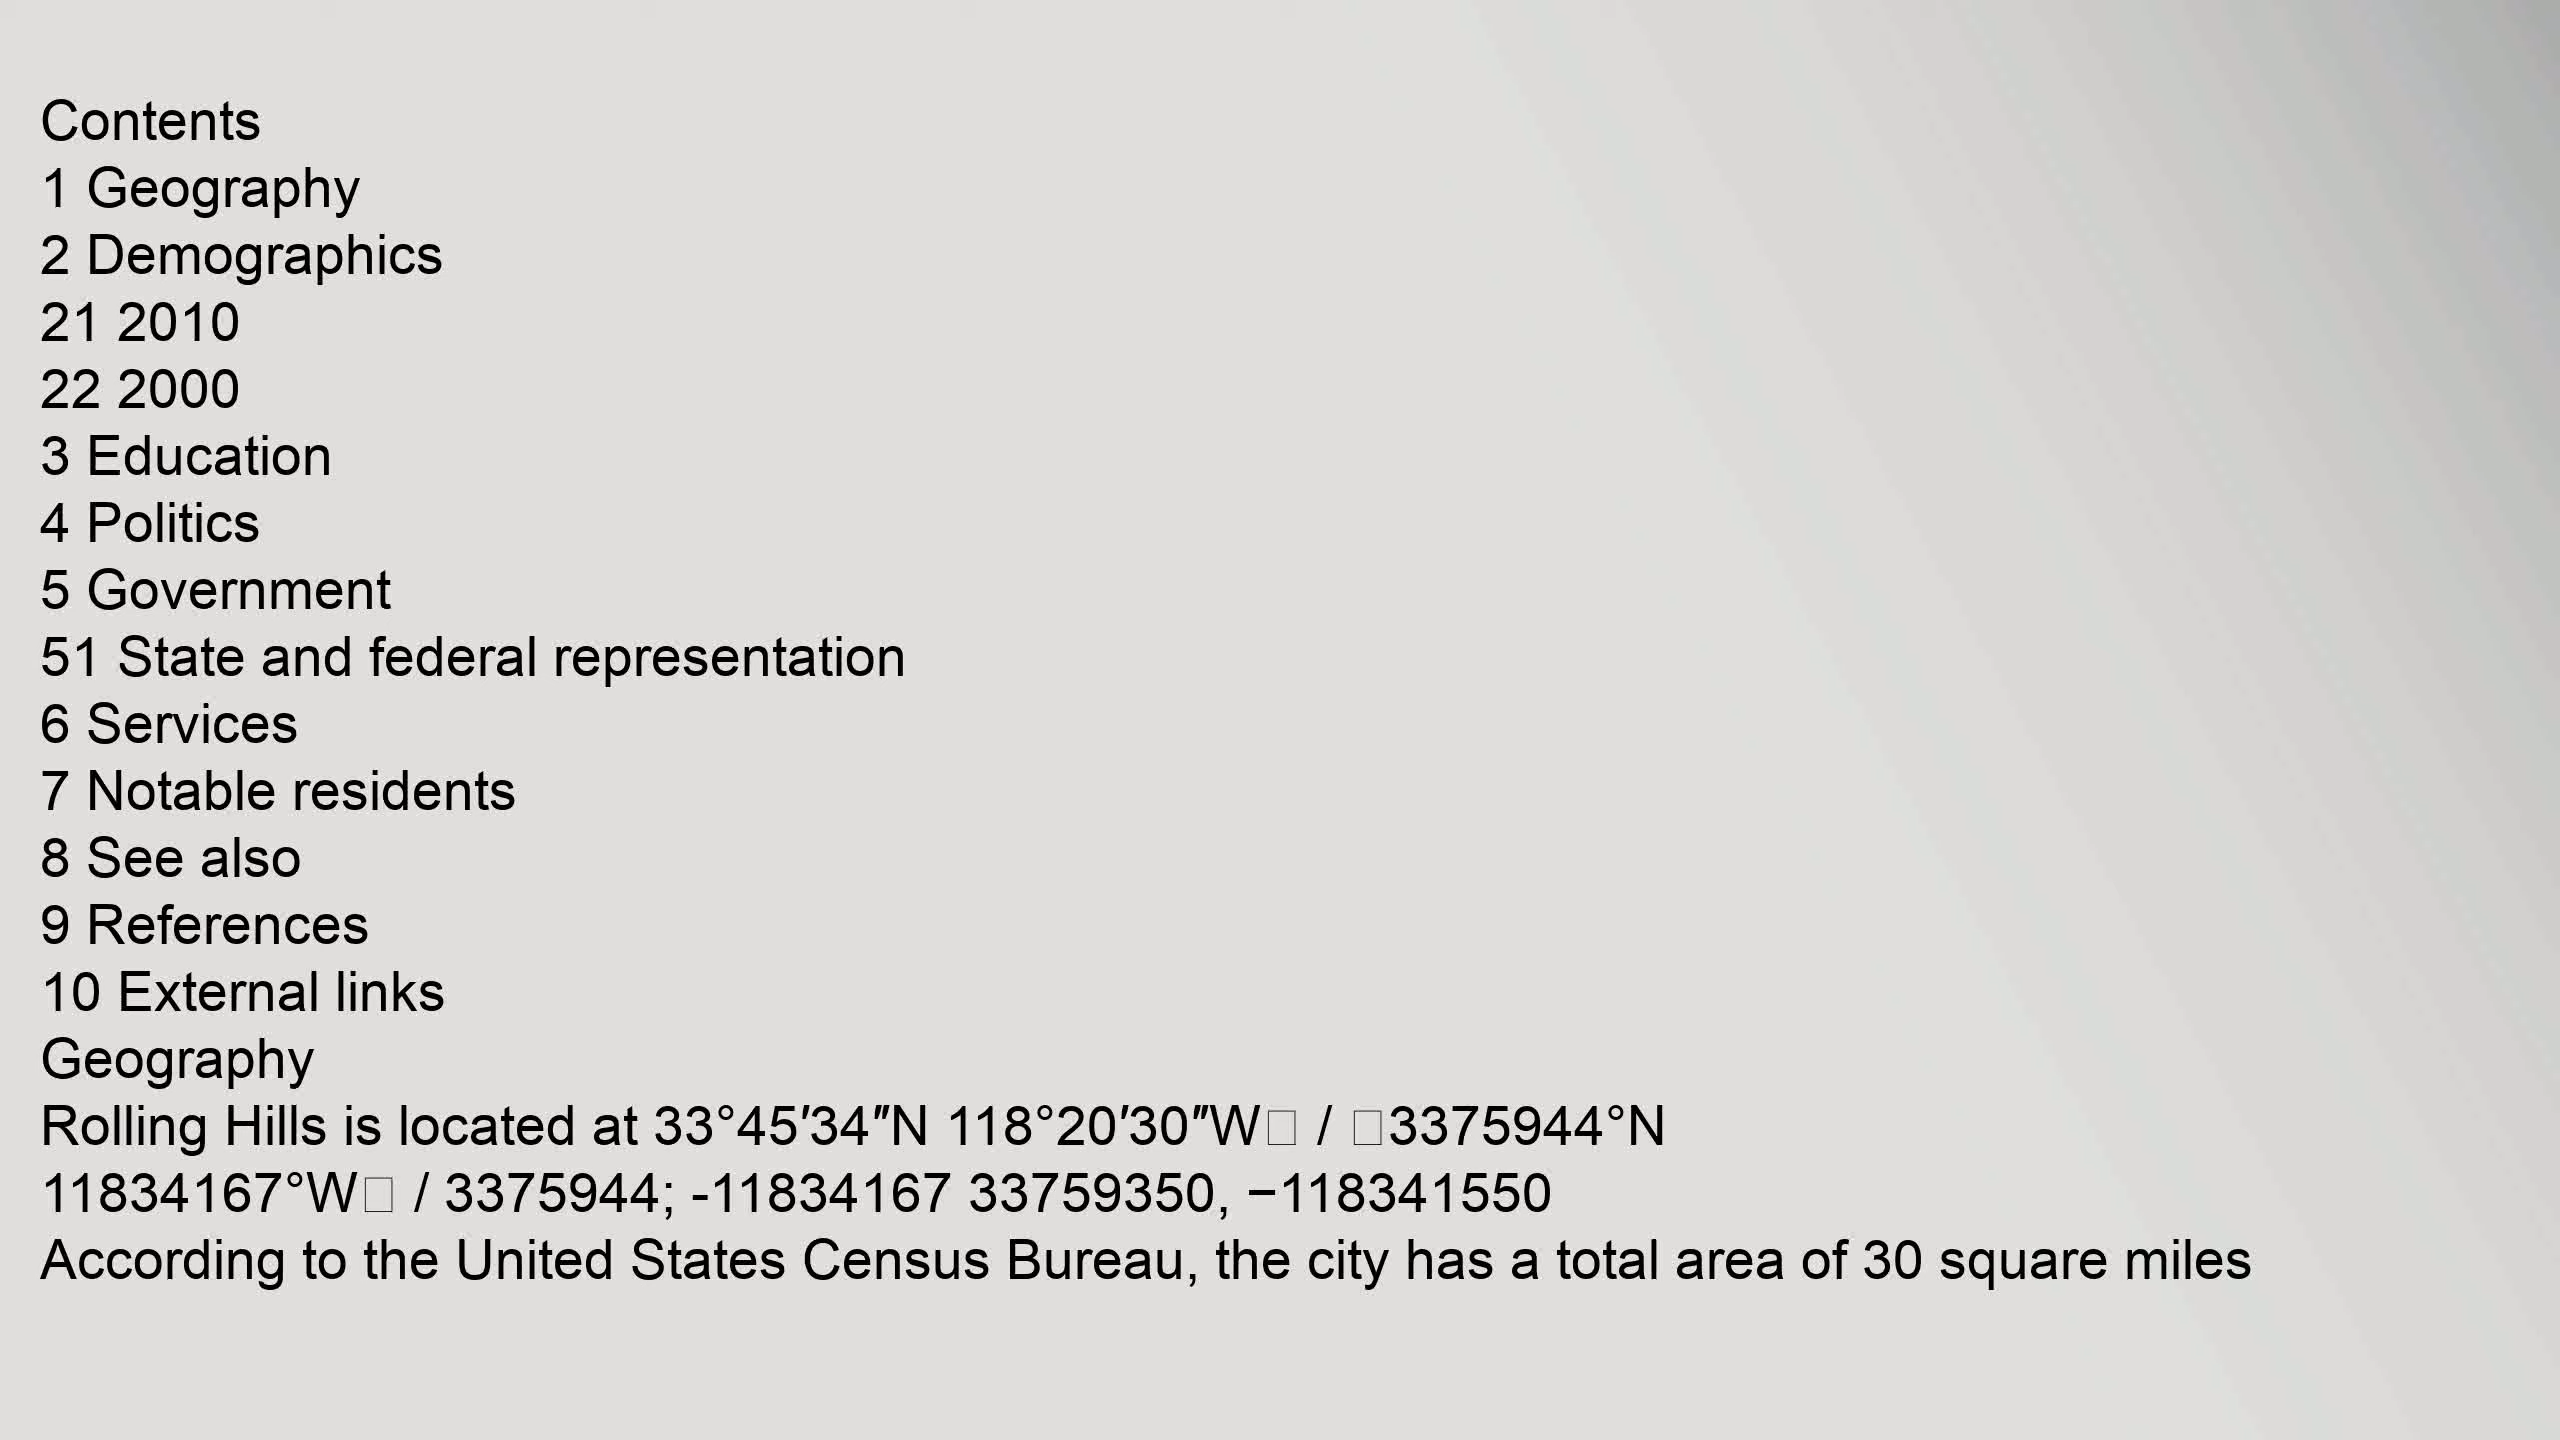 Contents
1 Geography
2 Demographics
21 2010
22 2000
3 Education
4 Politics
5 Government
51 State and federal representation
6 Services
7 Notable residents
8 See also
9 References
10 External links
Geography
Rolling Hills is located at 33°45′34″N 118°20′30″W□ / □3375944°N
11834167°W□ / 3375944; -11834167 33759350, −118341550
According to the United States Census Bureau, the city has a total area of 30 square miles